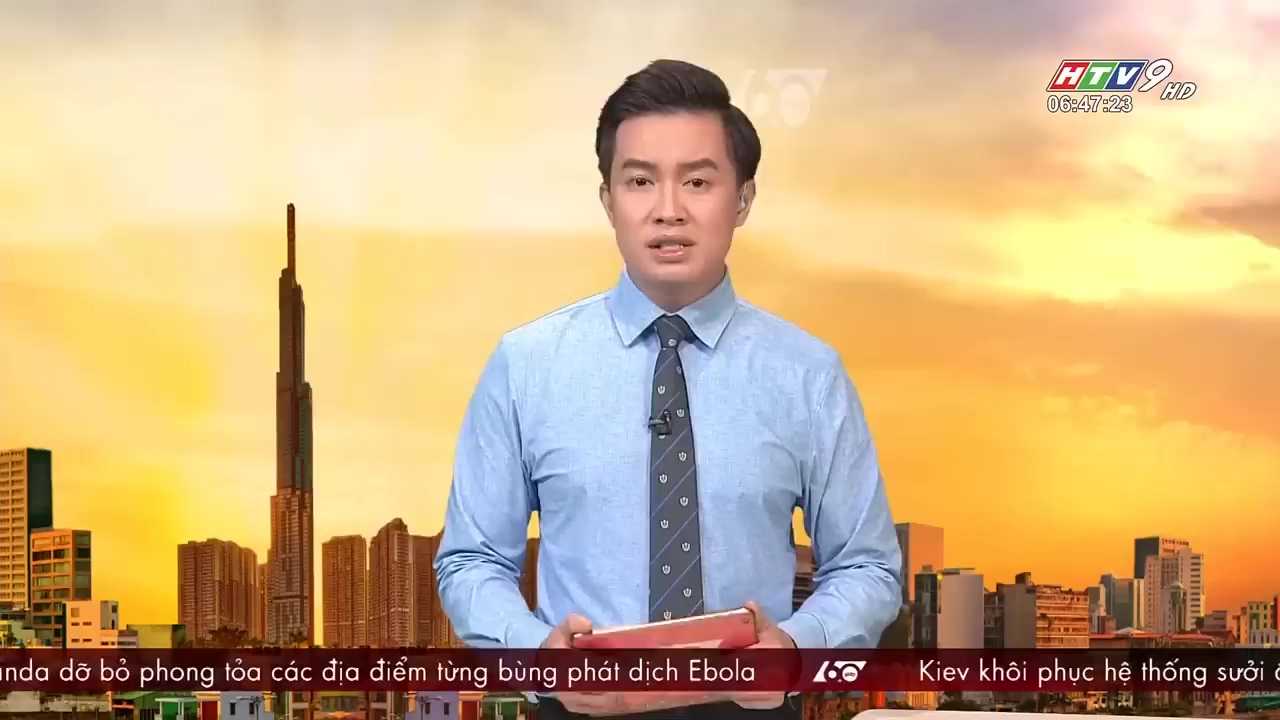 HTV9 HD
06:47:23
dỡ bỏ phong tỏa các địa điểm từng bùng phát dịch Ebola
60 Kiev khôi phục hệ thống sưởi